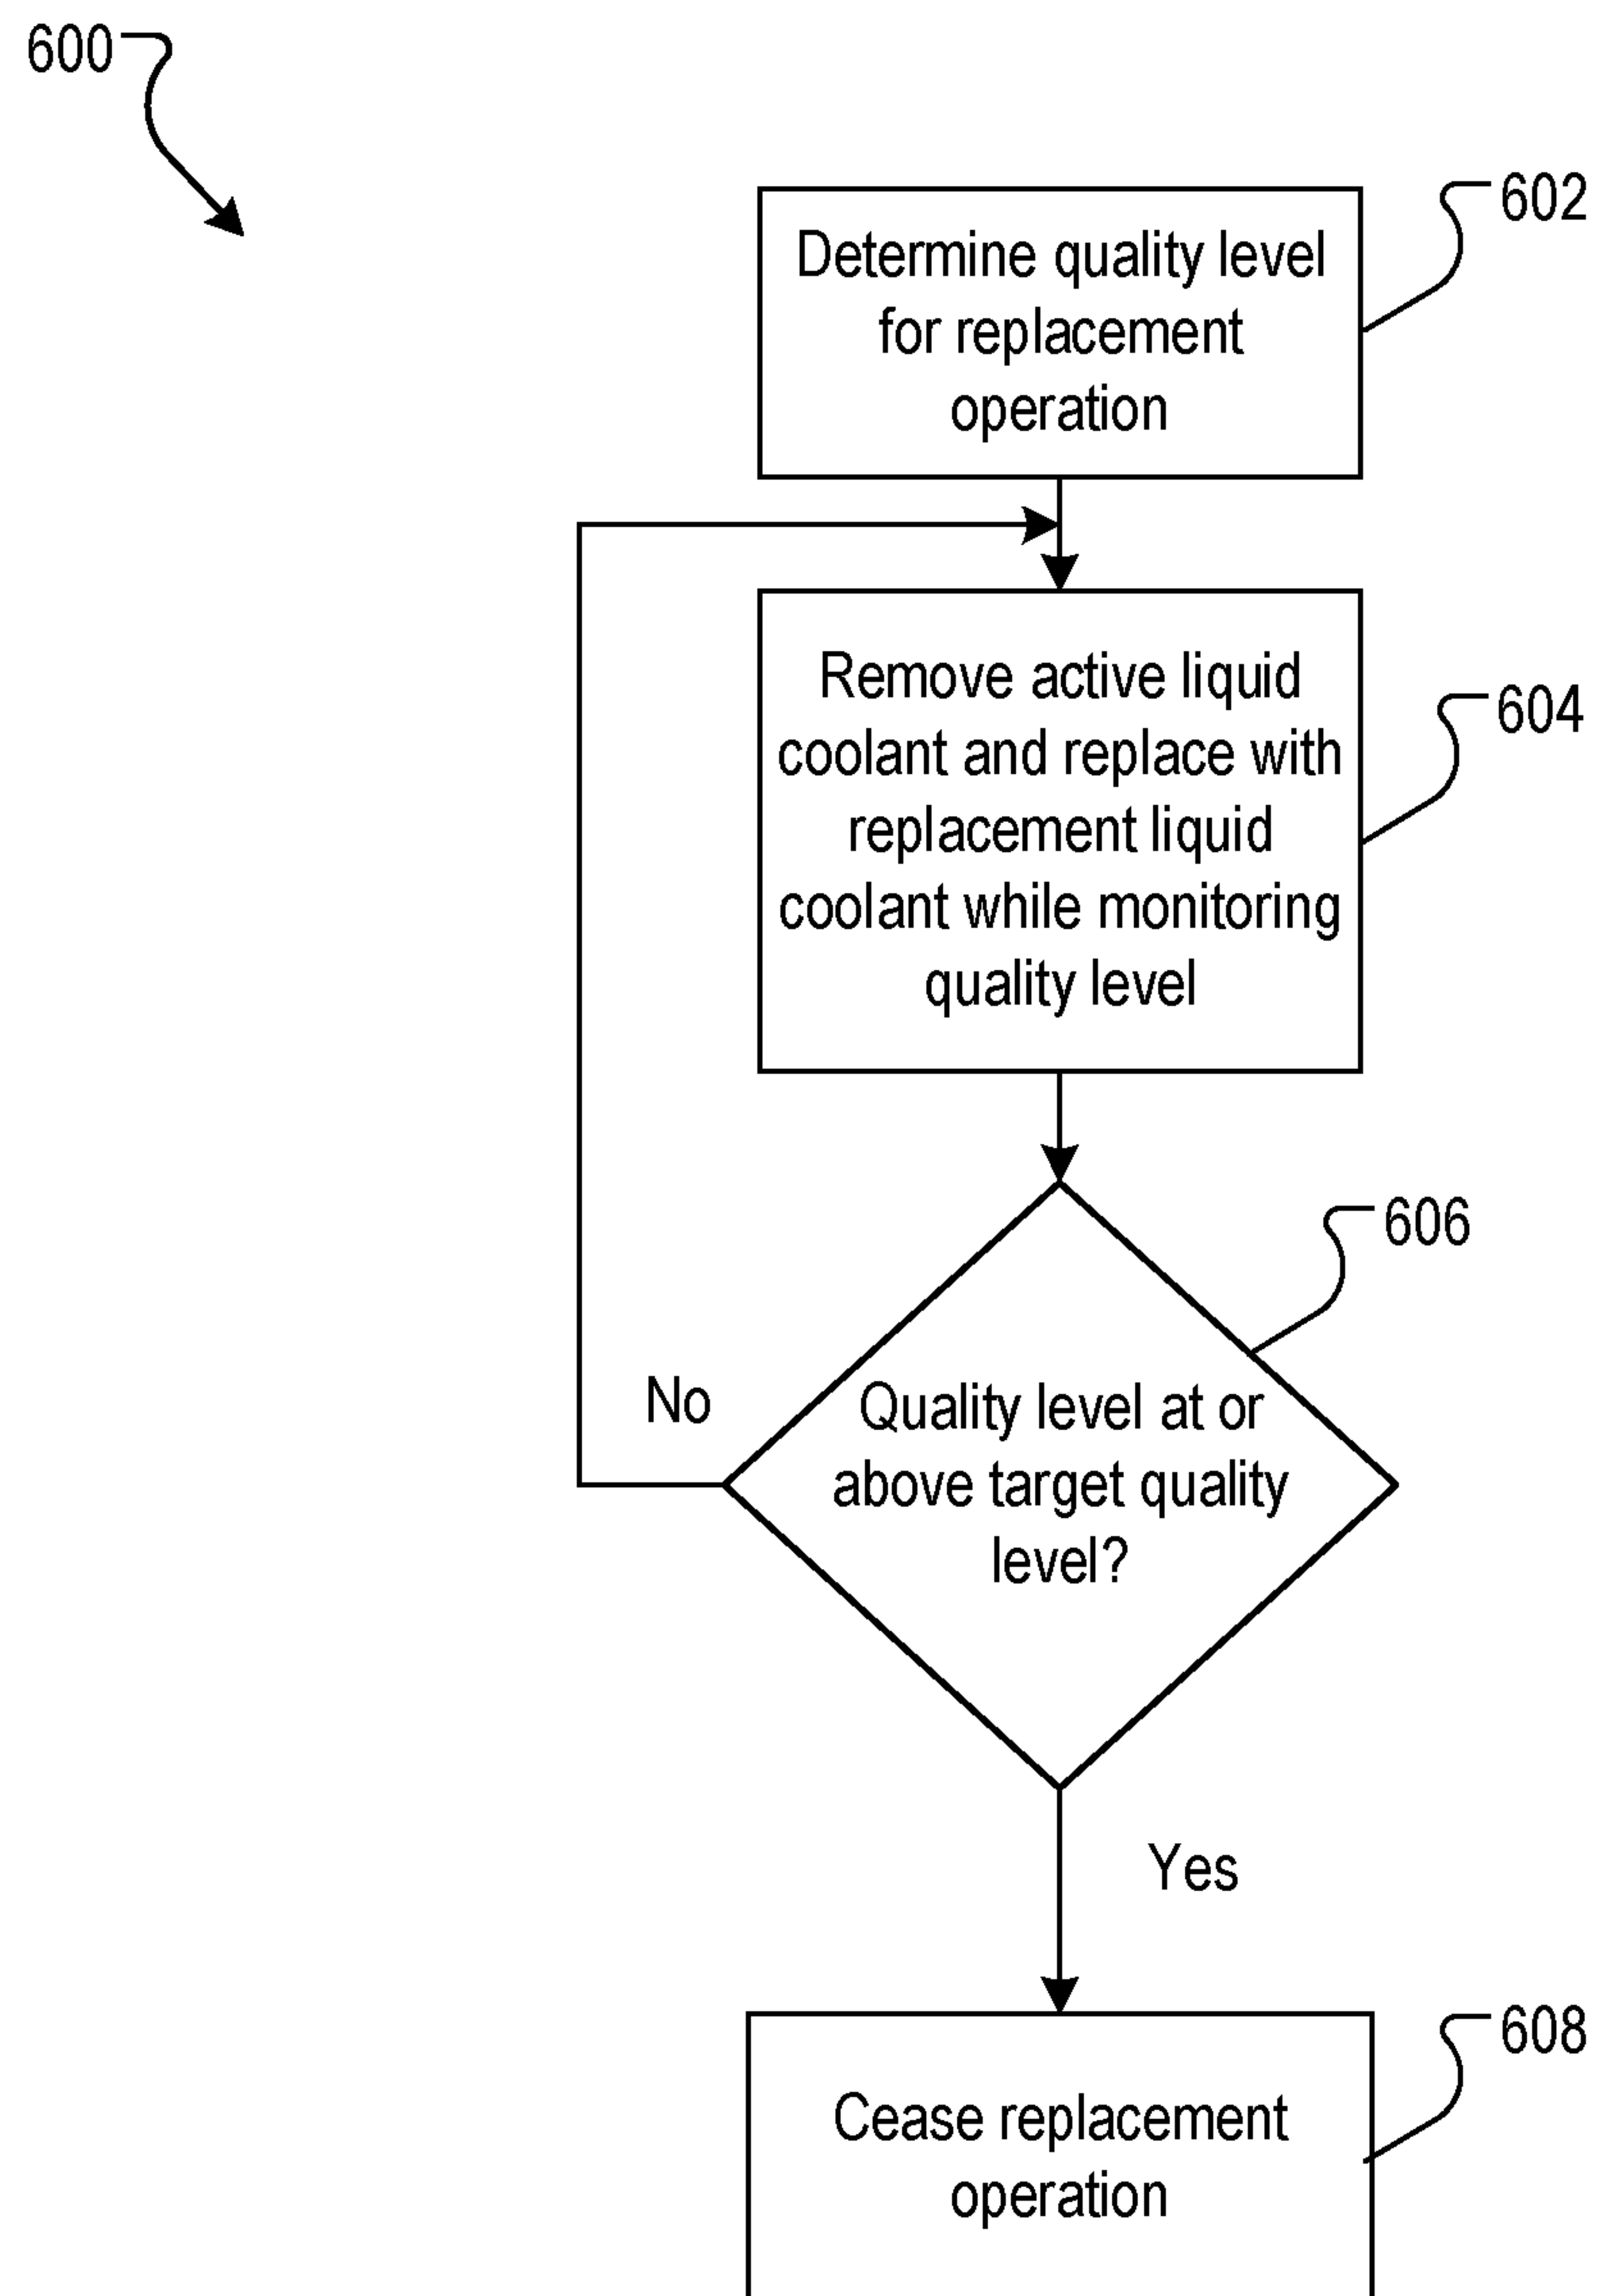 600
602
Determine quality level
for replacement
operation
604
Remove active liquid
coolant and replace with
replacement liquid
coolant while monitoring
quality level
606
No
Quality level at or
above target quality
level?
Yes
608
Cease replacement
operation